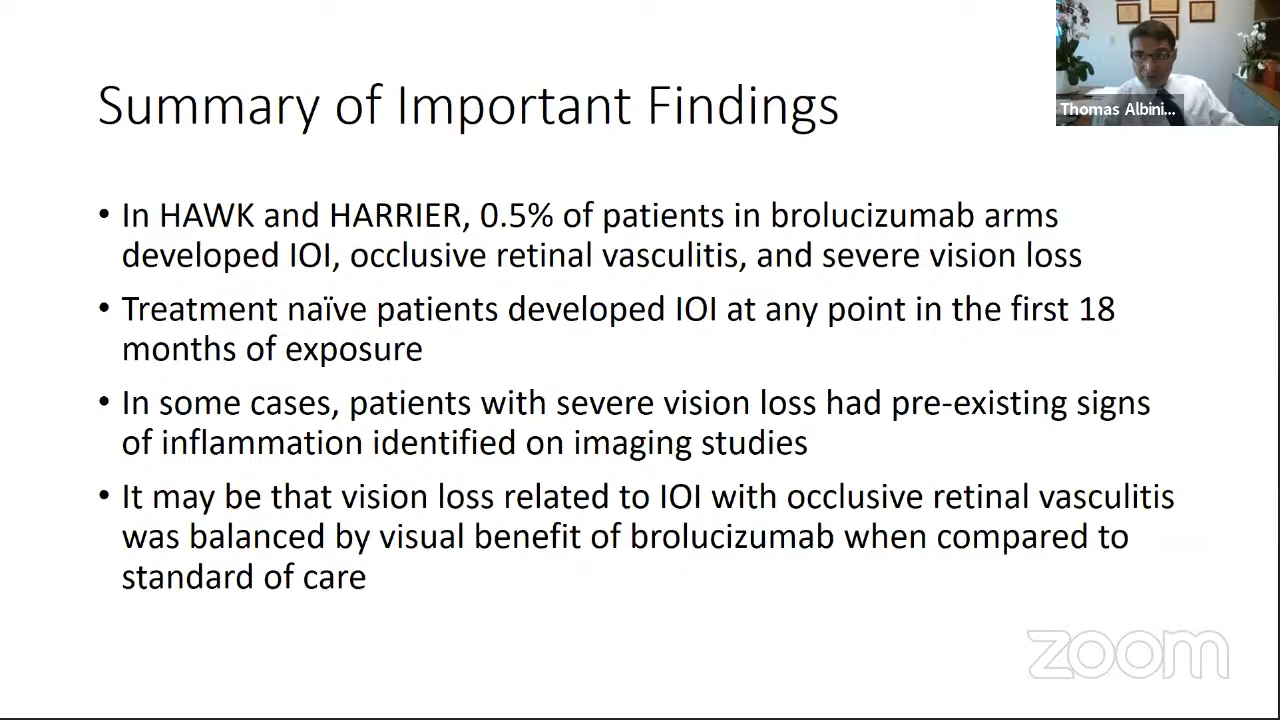 Summary of Important Findings
Thomas Albini...
• In HAWK and HARRIER, 0.5% of patients in brolucizumab arms
developed IOI, occlusive retinal vasculitis, and severe vision loss
• Treatment naïve patients developed IOI at any point in the first 18
months of exposure
• In some cases, patients with severe vision loss had pre-existing signs
of inflammation identified on imaging studies
• It may be that vision loss related to IOI with occlusive retinal vasculitis
was balanced by visual benefit of brolucizumab when compared to
standard of care
zoom